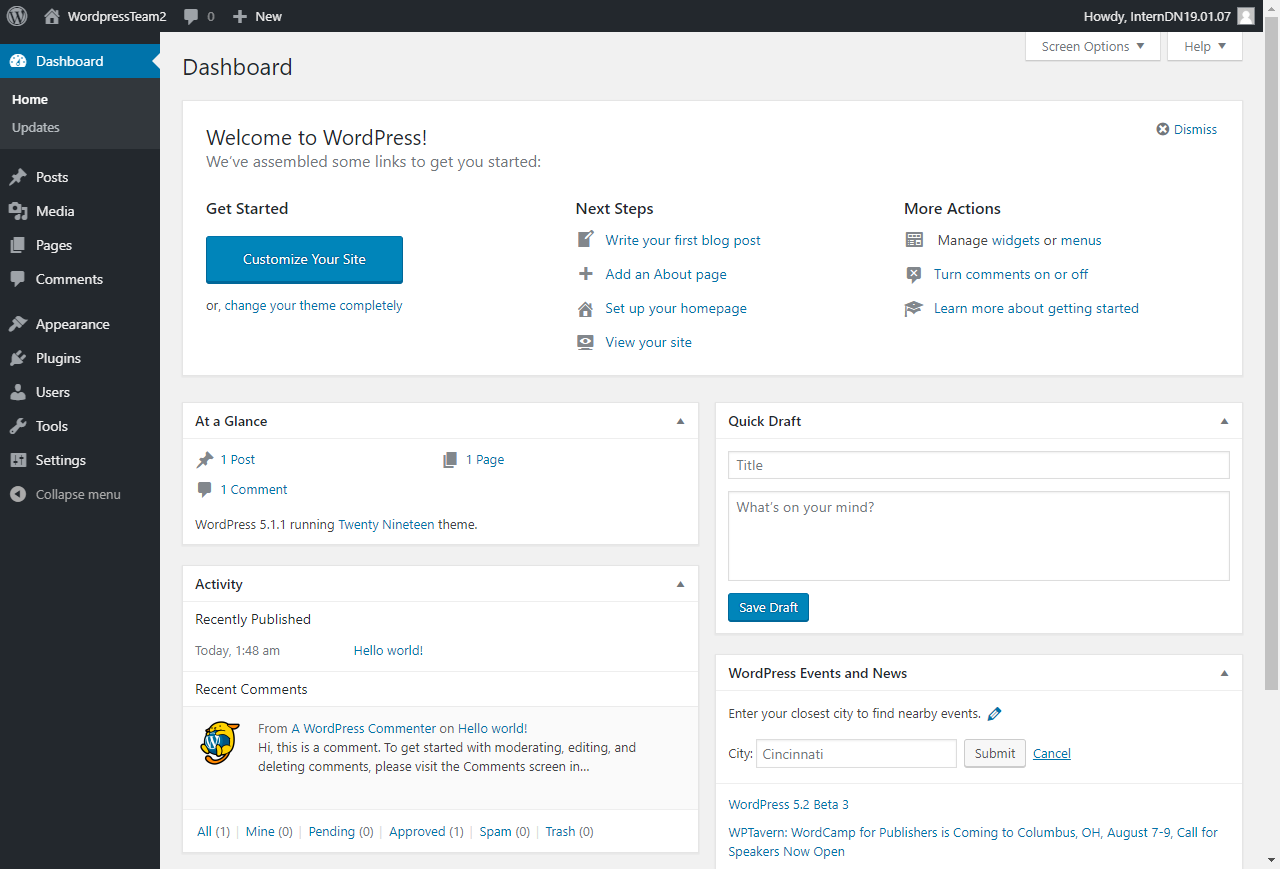 WordpressTeam2
0
New
Howdy, InternDN19.01.07
Dashboard
Home
Updates
Posts
Media
Pages
Comments
Appearance
Plugins
Users
Tools
Settings
Collapse menu
Screen Options
Help
Dashboard
Welcome to WordPress!
We've assembled some links to get you started:
Dismiss
Get Started
Customize Your Site
or, change your theme completely
Next Steps
Write your first blog post
Add an About page
Set up your homepage
View your site
More Actions
Manage widgets or menus
Turn comments on or off
Learn more about getting started
At a Glance
1 Post
1 Page
1 Comment
WordPress 5.1.1 running Twenty Nineteen theme.
Activity
Recently Published
Today, 1:48 am
Hello world!
Recent Comments
From A WordPress Commenter on Hello world!
Hi, this is a comment. To get started with moderating, editing, and
deleting comments, please visit the Comments screen in…
All (1) | Mine (0) | Pending (0) | Approved (1) | Spam (0) | Trash (0)
Quick Draft
Title
What's on your mind?
Save Draft
WordPress Events and News
Enter your closest city to find nearby events.
City:
Cincinnati
Submit
Cancel
WordPress 5.2 Beta 3
WPTavern: WordCamp for Publishers is Coming to Columbus, OH, August 7-9, Call for
Speakers Now Open